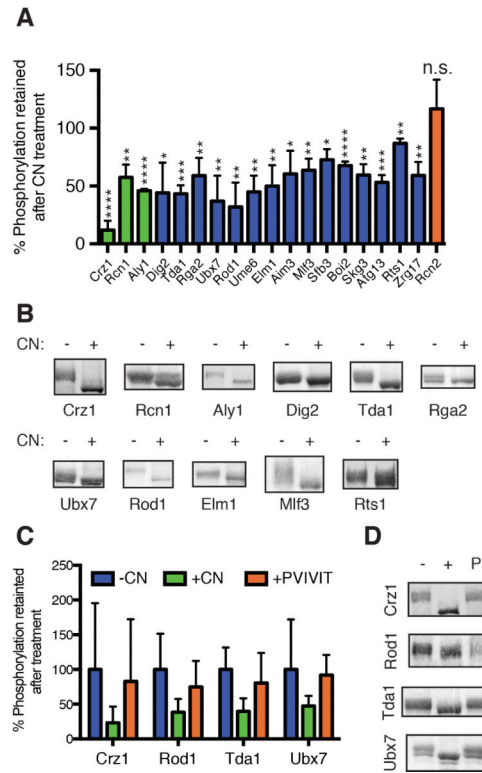 A
% Phosphorylation retained
after CN treatment
150
100
50
0
****
**
****
*
***
**
**
**
**
**
*
**
*
****
**
***
**
**
n.s.
Crz1
Rcn1
Aly1
Dig2
Tda1
Rga2
Ubx7
Rod1
Ume6
Elm1
Aim3
Mlf3
Sfb3
Boi2
Skg3
Atg13
Rts1
Zrg17
Rcn2
B
CN: - + - + - + - + - + - +
Crz1 Rcn1 Aly1 Dig2 Tda1 Rga2
CN: - + - + - + - + - +
Ubx7 Rod1 Elm1 Mlf3 Rts1
C
% Phosphorylation retainted
after treatment
250
200
150
100
50
0
-CN +CN +PVIVIT
Crz1 Rod1 Tda1 Ubx7
D
- + P
Crz1
Rod1
Tda1
Ubx7